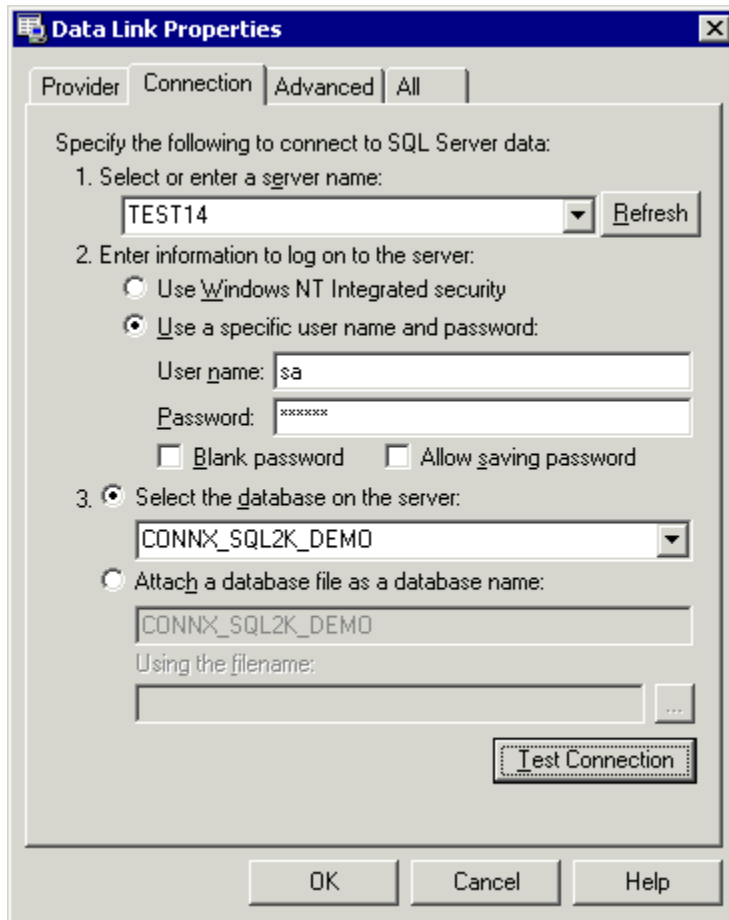 Data Link Properties
Provider Connection Advanced All
Specify the following to connect to SQL Server data:
1. Select or enter a server name:
TEST14 Refresh
2. Enter information to log on to the server:
Use Windows NT Integrated security
Use a specific user name and password:
User name: sa
Password: ××××××
Blank password Allow saving password
3. Select the database on the server:
CONNX_SQL2K_DEMO
Attach a database file as a database name:
CONNX_SQL2K_DEMO
Using the filename:
...
Test Connection
OK Cancel Help